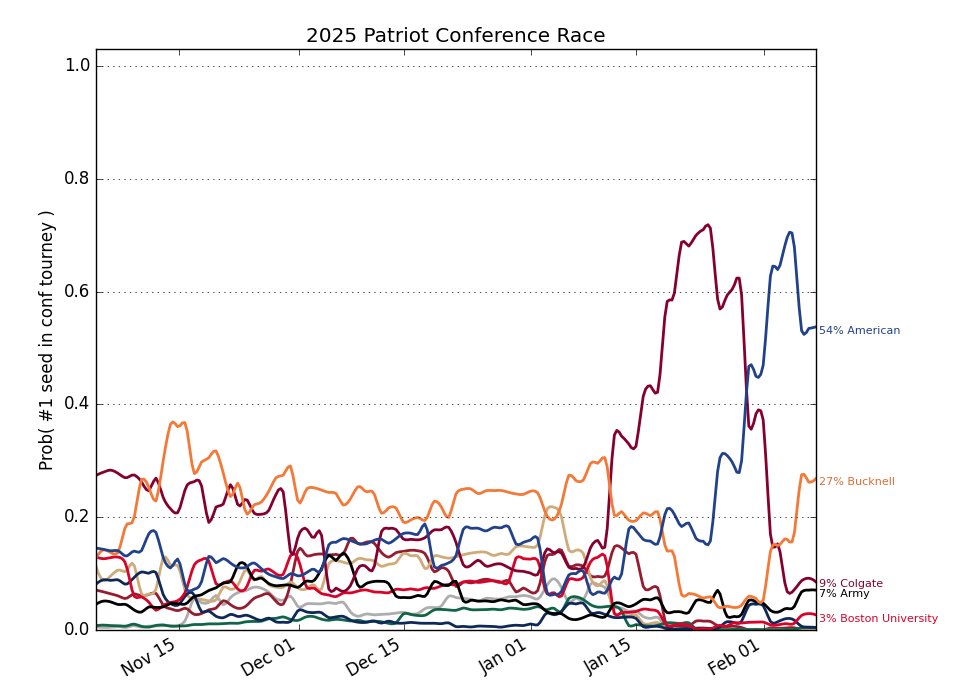 2025 Patriot Conference Race
Prob( #1 seed in conf tourney )
1.0
0.8
0.6
0.4
0.2
0.0
54% American
27% Bucknell
9% Colgate
7% Army
3% Boston University
Nov 15
Dec 01
Dec 15
Jan 01
Jan 15
Feb 01